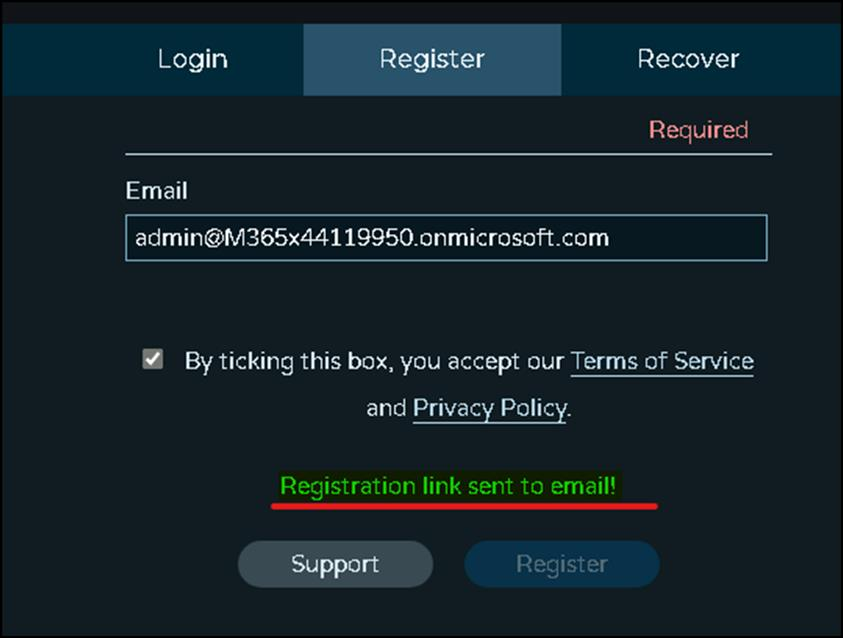 Login Register Recover
Required
Email
admin@M365x44119950.onmicrosoft.com
By ticking this box, you accept our Terms of Service
and Privacy Policy.
Registration link sent to email!
Support Register